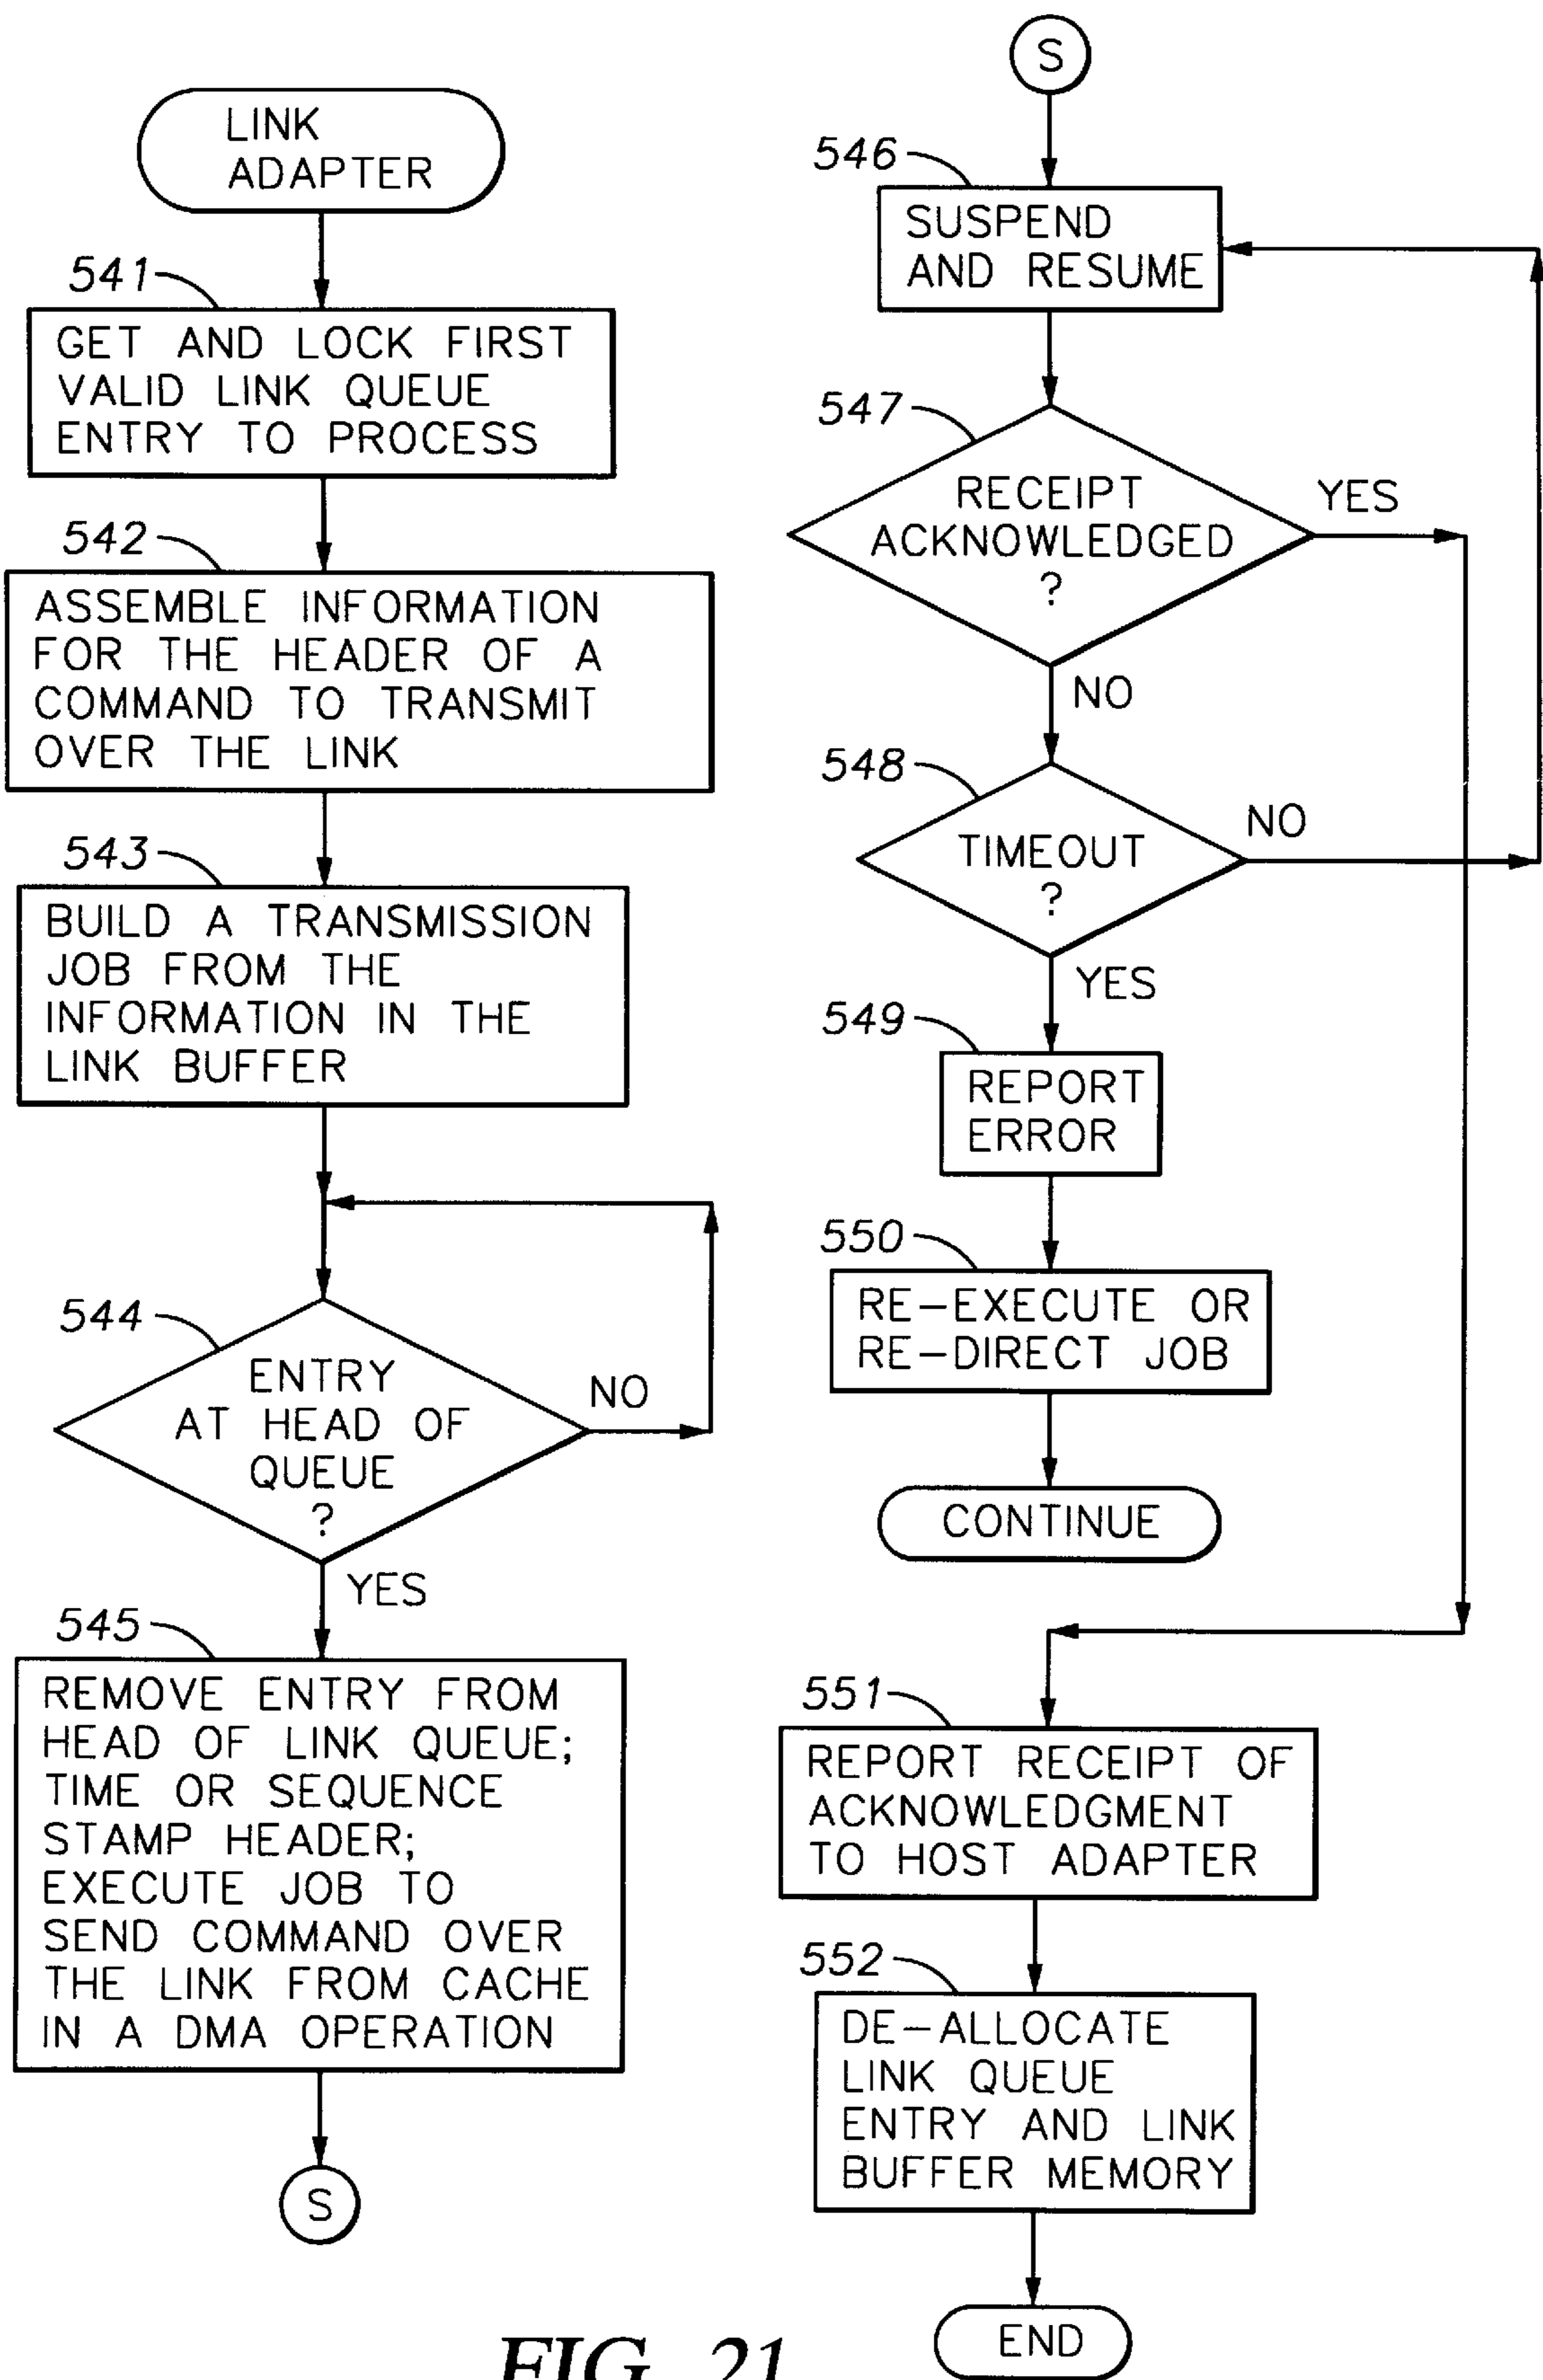 LINK
ADAPTER
541
GET AND LOCK FIRST
VALID LINK QUEUE
ENTRY TO PROCESS
542
ASSEMBLE INFORMATION
FOR THE HEADER OF A
COMMAND TO TRANSMIT
OVER THE LINK
543
BUILD A TRANSMISSION
JOB FROM THE
INFORMATION IN THE
LINK BUFFER
544
ENTRY
AT HEAD OF
QUEUE
?
NO
YES
545
REMOVE ENTRY FROM
HEAD OF LINK QUEUE;
TIME OR SEQUENCE
STAMP HEADER;
EXECUTE JOB TO
SEND COMMAND OVER
THE LINK FROM CACHE
IN A DMA OPERATION
S
S
546
SUSPEND
AND RESUME
547
RECEIPT
ACKNOWLEDGED
?
YES
NO
548
TIMEOUT
?
NO
YES
549
REPORT
ERROR
550
RE-EXECUTE OR
RE-DIRECT JOB
CONTINUE
551
REPORT RECEIPT OF
ACKNOWLEDGMENT
TO HOST ADAPTER
552
DE-ALLOCATE
LINK QUEUE
ENTRY AND LINK
BUFFER MEMORY
END
FIG. 21